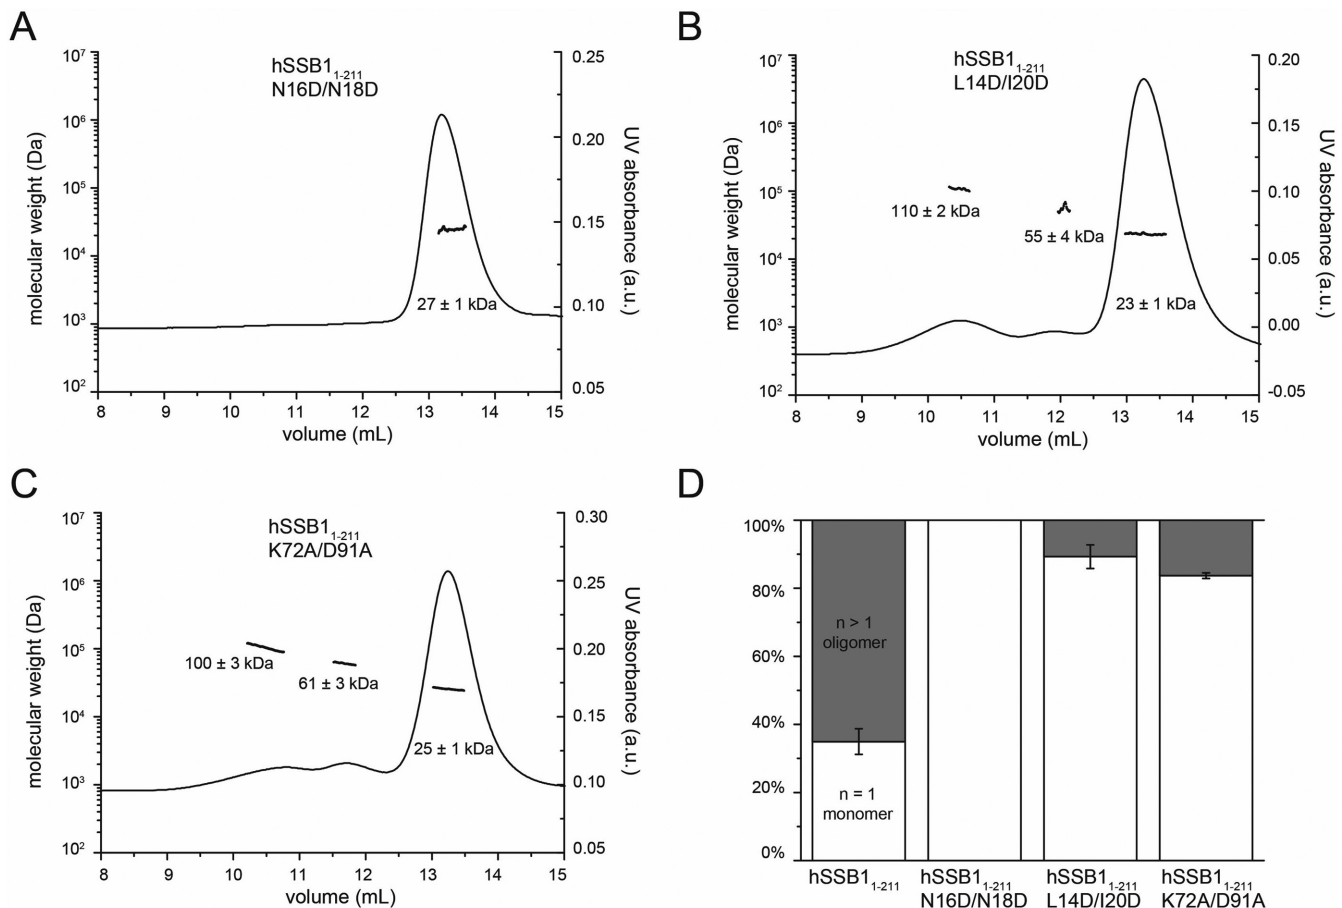 A
hSSB1₁₋₂₁₁
N16D/N18D
molecular weight (Da)
10⁷
10⁶
10⁵
10⁴
10³
10²
27 ± 1 kDa
0.25
0.20
0.15
0.10
0.05
UV absorbance (a.u.)
8 9 10 11 12 13 14 15
volume (mL)
B
hSSB1₁₋₂₁₁
L14D/I20D
molecular weight (Da)
10⁷
10⁶
10⁵
10⁴
10³
10²
110 ± 2 kDa
55 ± 4 kDa
23 ± 1 kDa
0.20
0.15
0.10
0.05
0.00
-0.05
UV absorbance (a.u.)
8 9 10 11 12 13 14 15
volume (mL)
C
hSSB1₁₋₂₁₁
K72A/D91A
molecular weight (Da)
10⁷
10⁶
10⁵
10⁴
10³
10²
100 ± 3 kDa
61 ± 3 kDa
25 ± 1 kDa
0.30
0.25
0.20
0.15
0.10
0.05
UV absorbance (a.u.)
8 9 10 11 12 13 14 15
volume (mL)
D
100%
80%
60%
40%
20%
0%
n > 1
oligomer
n = 1
monomer
hSSB1₁₋₂₁₁
hSSB1₁₋₂₁₁
N16D/N18D
hSSB1₁₋₂₁₁
L14D/I20D
hSSB1₁₋₂₁₁
K72A/D91A